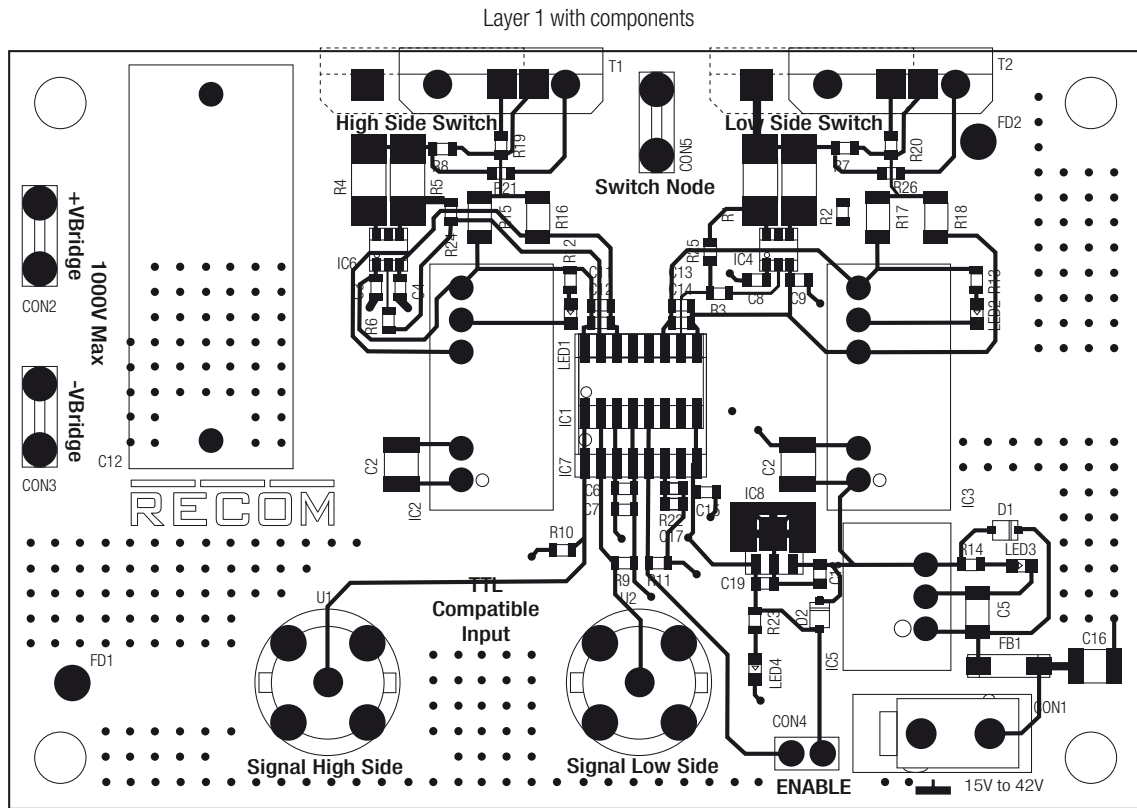 Layer 1 with components
T1
T2
High Side Switch
Low Side Switch
FD2
R19
R20
R8
R7
CON5
R4
R5
R21
R26
Switch Node
R15
R16
R2
R17
R18
R24
+VBridge
1000V Max
CON2
IC6
IC4
C13
C14
C4
C8
C9
R3
R6
R13
LED2
LED1
-VBridge
CON3
C12
IC1
IC7
C2
C2
IC2
IC3
RECOM
C6
C7
R22
C15
C17
IC8
D1
R10
R14
LED3
R9
R11
C19
TTL
Compatible
Input
U1
U2
R23
D2
C5
FB1
C16
IC5
FD1
LED4
CON4
CON1
Signal High Side
Signal Low Side
ENABLE
15V to 42V